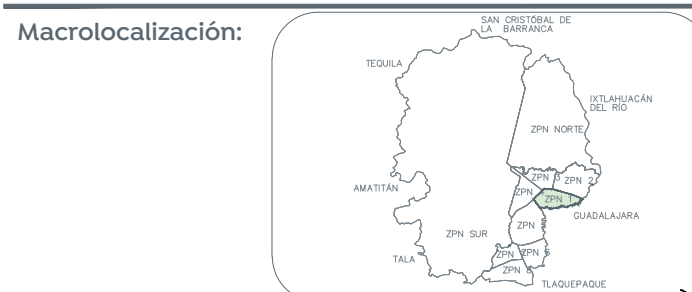 Macrolocalización:
SAN CRISTÓBAL DE
LA BARRANCA
TEQUILA
IXTLAHUACÁN
DEL RÍO
ZPN NORTE
ZPN 3
ZPN 2
AMATITÁN
ZPN
ZPN 1
GUADALAJARA
ZPN
ZPN SUR
ZPN
ZPN 6
TALA
ZPN
TLAQUEPAQUE